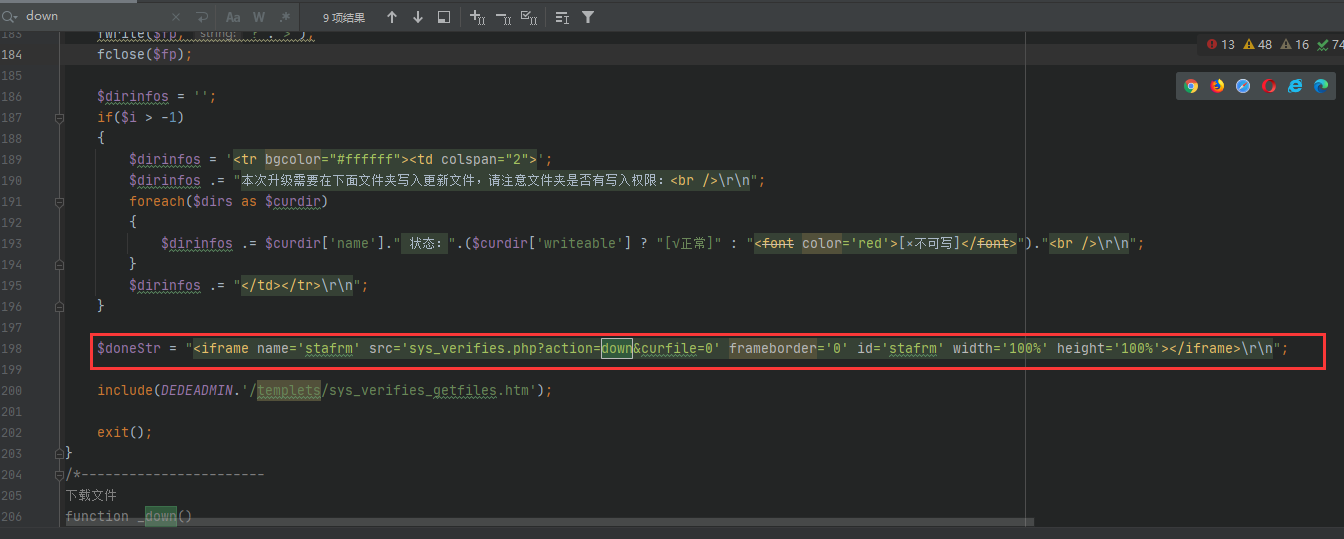 down
Aa W .*
9 项结果
13 48 16 74
183 fwrite($fp, string: '?'.'>');
184 fclose($fp);
185
186 $dirinfos = '';
187 if($i > -1)
188 {
189 $dirinfos = '<tr bgcolor="#ffffff"><td colspan="2">';
190 $dirinfos .= "本次升级需要在下面文件夹写入更新文件,请注意文件夹是否有写入权限:<br />\r\n";
191 foreach($dirs as $curdir)
192 {
193 $dirinfos .= $curdir['name']." 状态:".($curdir['writeable'] ? "[√正常]" : "<font color='red'>[×不可写]</font>")."<br />\r\n";
194 }
195 $dirinfos .= "</td></tr>\r\n";
196 }
197
198 $doneStr = "<iframe name='stafrm' src='sys_verifies.php?action=down&curfile=0' frameborder='0' id='stafrm' width='100%' height='100%'></iframe>\r\n";
199
200 include(DEDEADMIN.'/templets/sys_verifies_getfiles.htm');
201
202 exit();
203 }
204 /*-----------------------
205 下载文件
206 function _down()